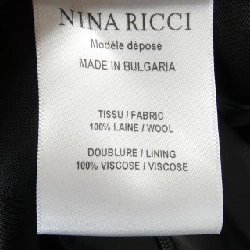 NINA RICCI
Modèle déposé
MADE IN BULGARIA
TISSU / FABRIC
100% LAINE / WOOL
DOUBLURE / LINING
100% VISCOSE / VISCOSE